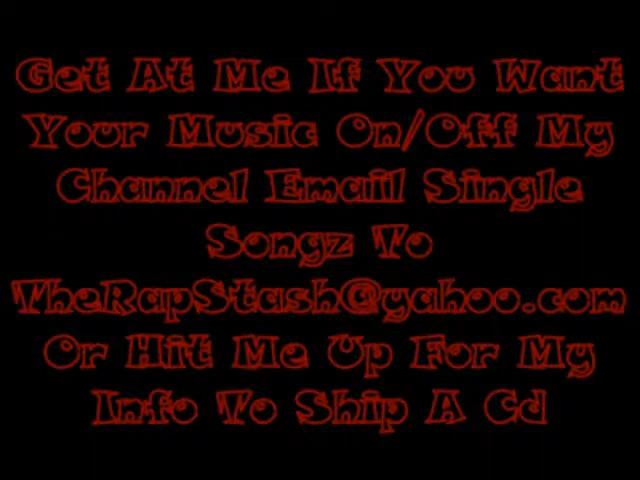 Get At Me If You Want
Your Music On/Off My
Channel Email Single
Songz To
TheRapStash@yahoo.com
Or Hit Me Up For My
Info To Ship A Cd